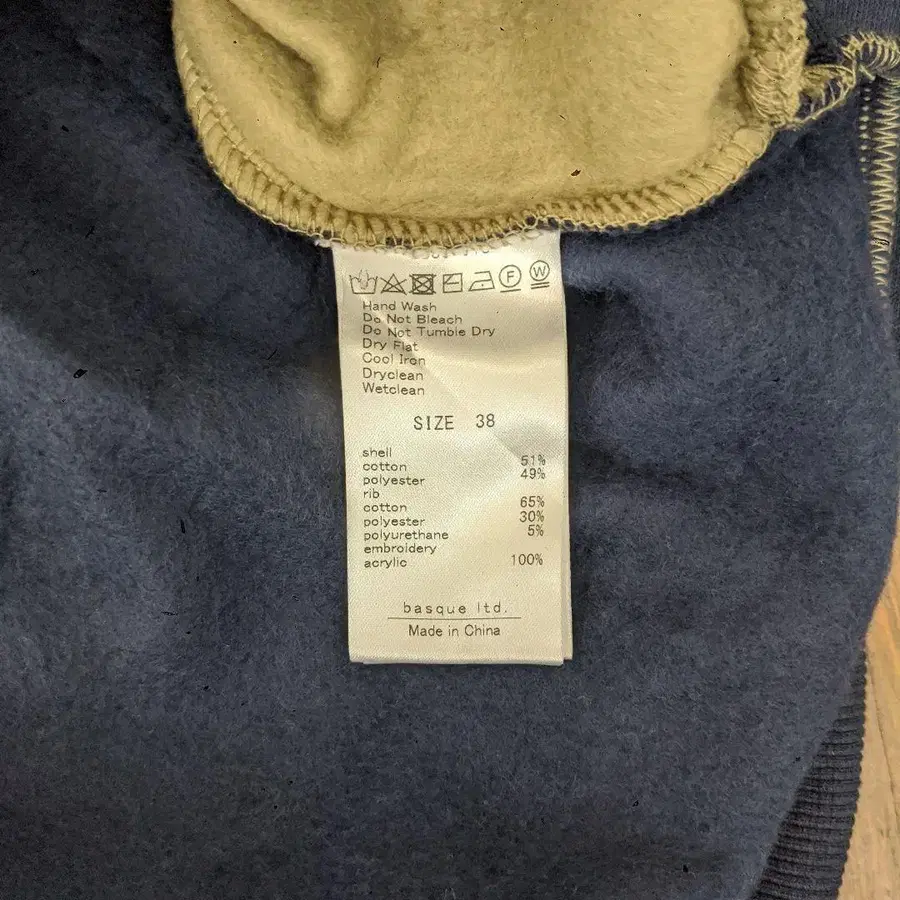 F W
Hand Wash
Do Not Bleach
Do Not Tumble Dry
Dry Flat
Cool Iron
Dryclean
Wetclean
SIZE 38
shell
cotton 51%
polyester 49%
rib
cotton 65%
polyester 30%
polyurethane 5%
embroidery
acrylic 100%
basque ltd.
Made in China